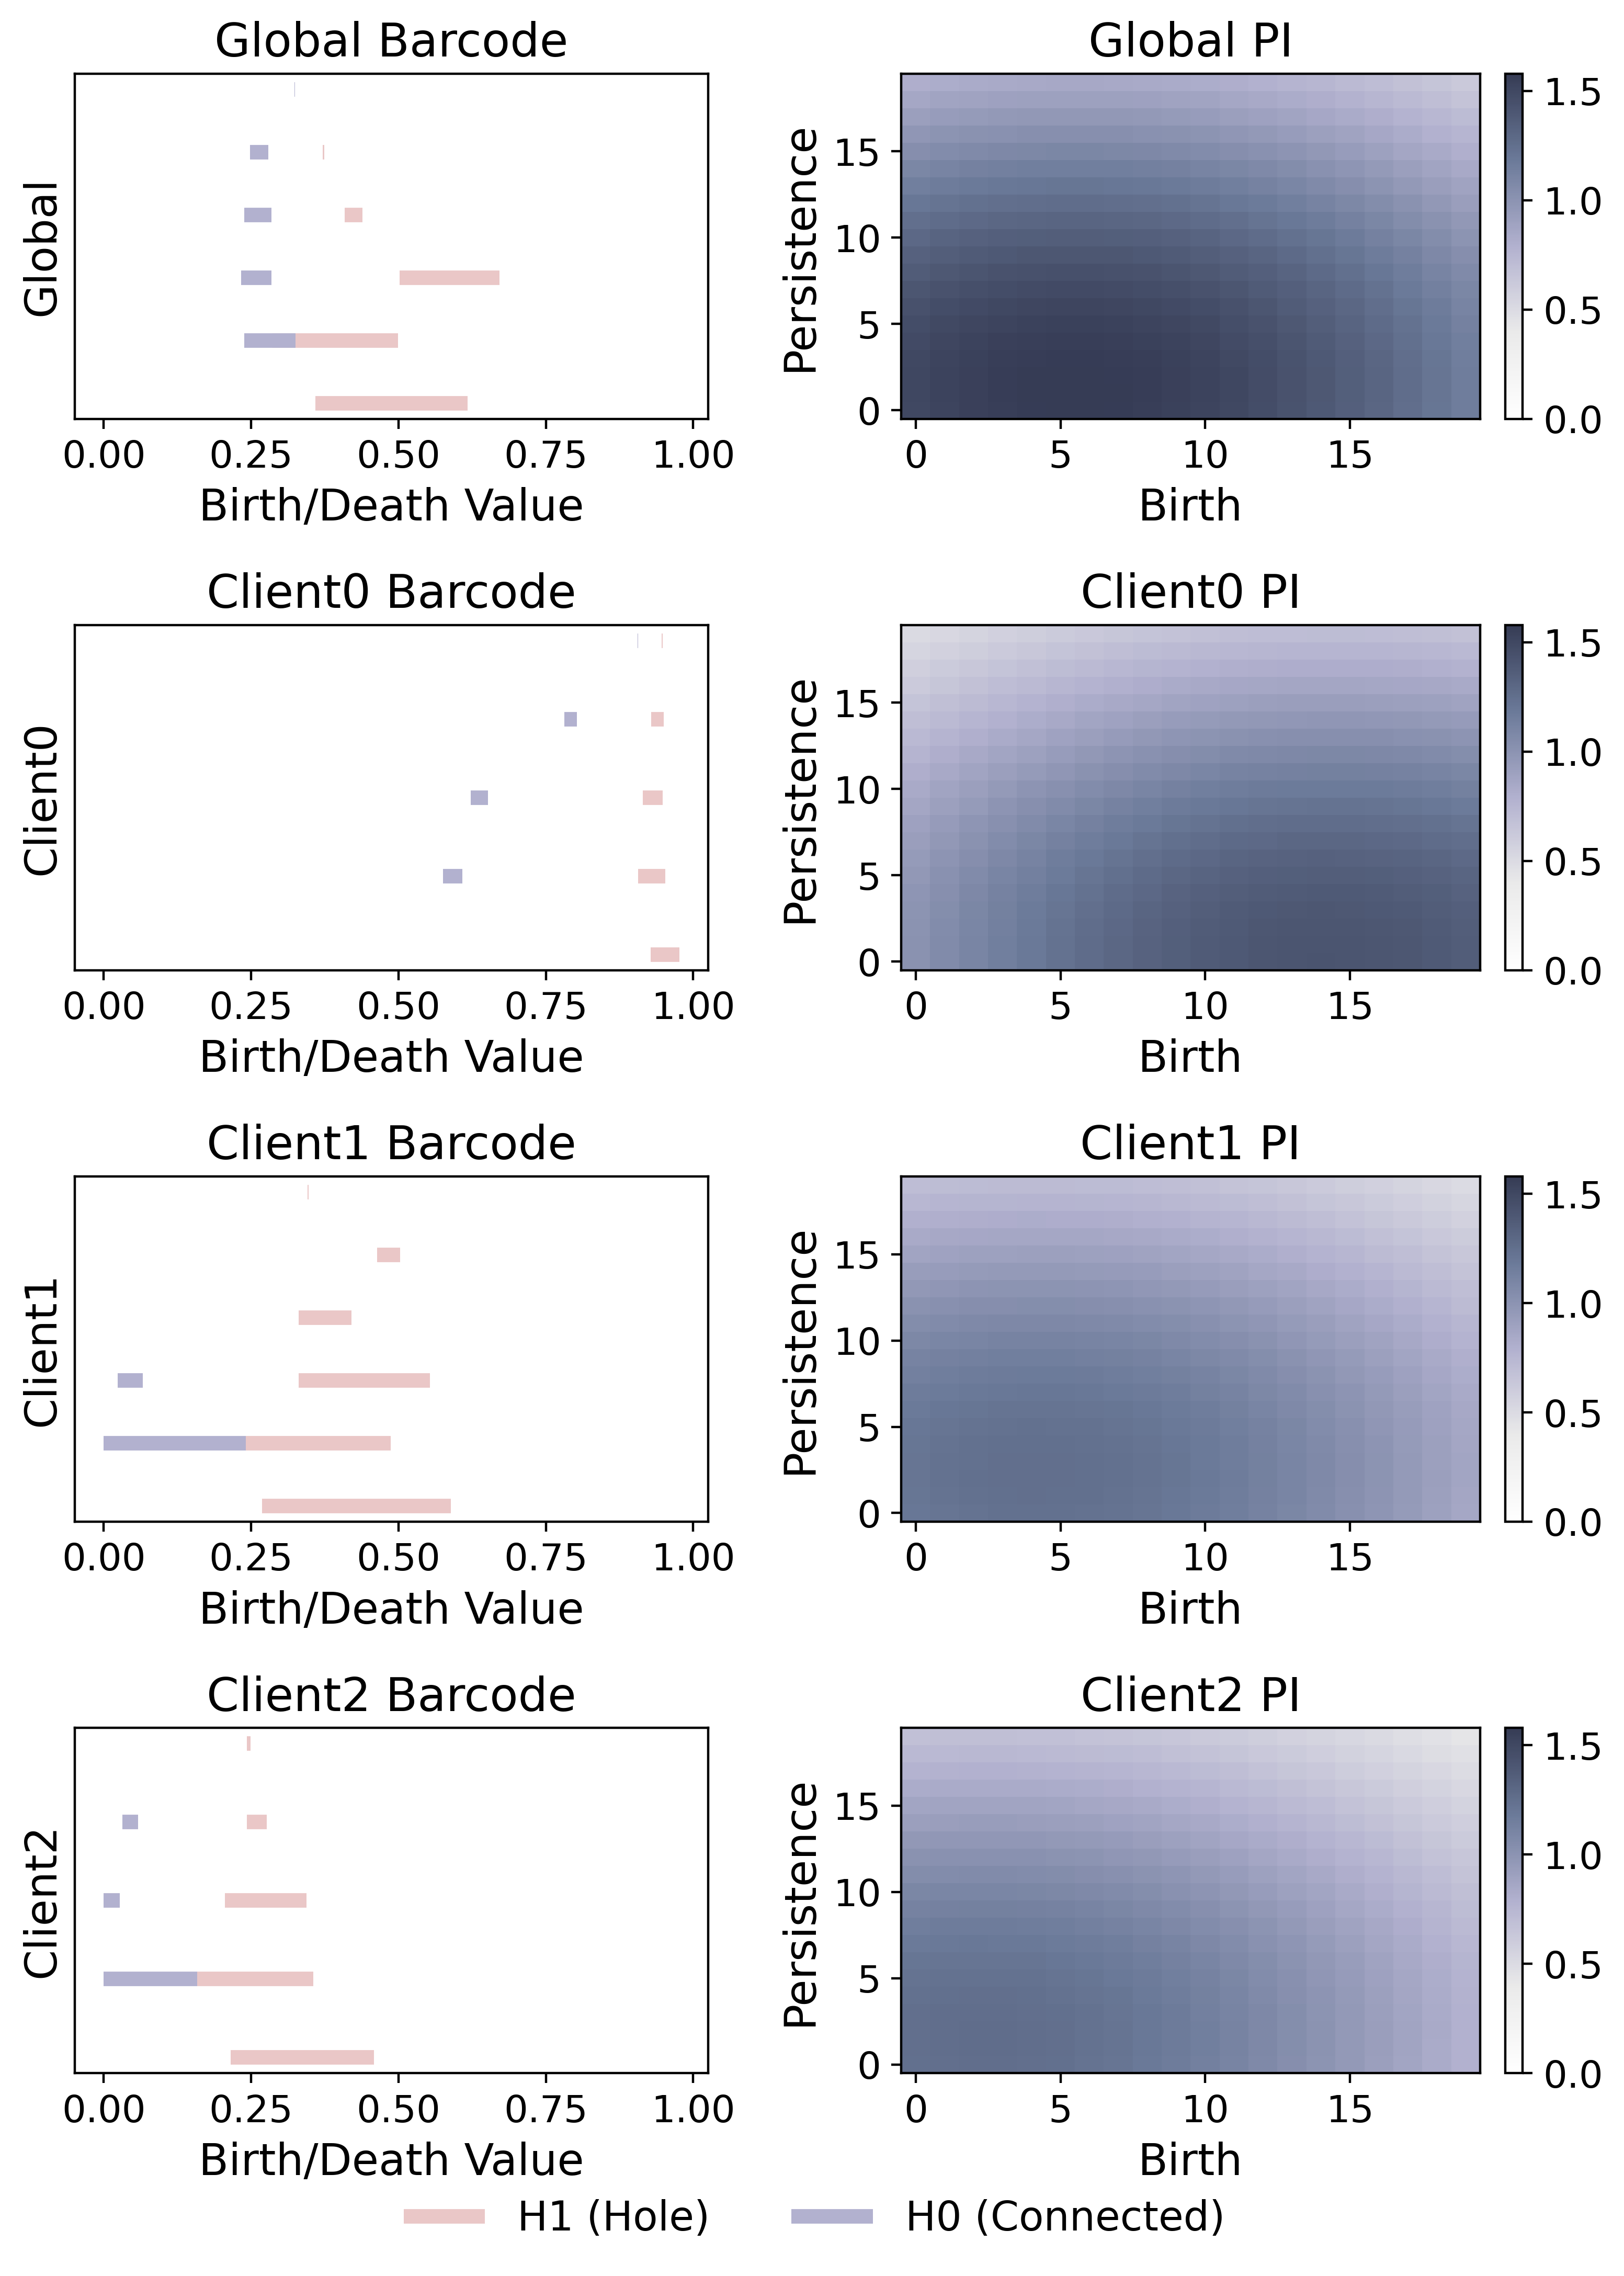 Global Barcode
Global PI
Global
0.00 0.25 0.50 0.75 1.00
Birth/Death Value
Persistence
15
10
5
0
0 5 10 15
Birth
1.5
1.0
0.5
0.0
Client0 Barcode
Client0 PI
Client0
0.00 0.25 0.50 0.75 1.00
Birth/Death Value
Persistence
15
10
5
0
0 5 10 15
Birth
1.5
1.0
0.5
0.0
Client1 Barcode
Client1 PI
Client1
0.00 0.25 0.50 0.75 1.00
Birth/Death Value
Persistence
15
10
5
0
0 5 10 15
Birth
1.5
1.0
0.5
0.0
Client2 Barcode
Client2 PI
Client2
0.00 0.25 0.50 0.75 1.00
Birth/Death Value
Persistence
15
10
5
0
0 5 10 15
Birth
1.5
1.0
0.5
0.0
H1 (Hole)
H0 (Connected)